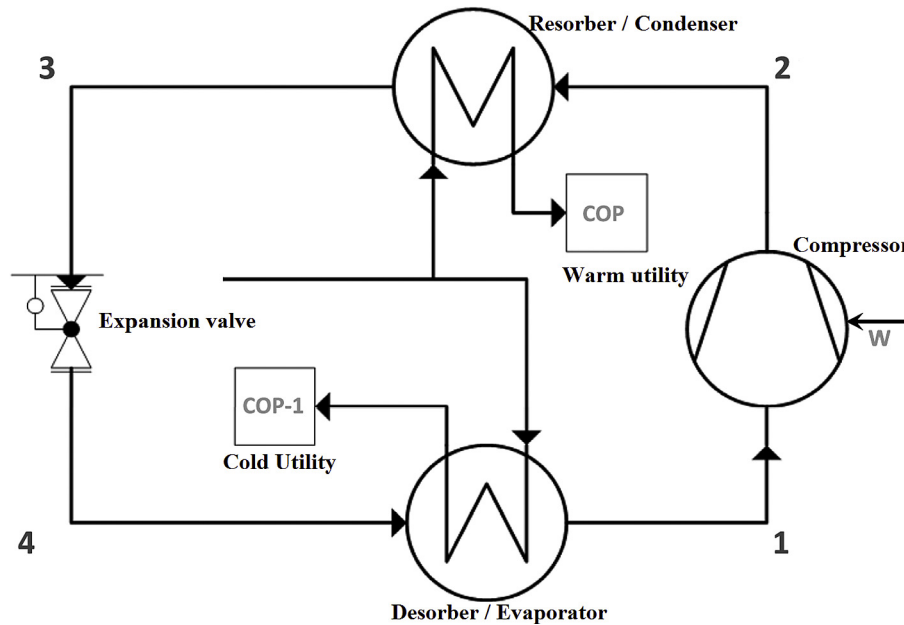 Resorber / Condenser
3
2
COP
Compressor
Warm utility
Expansion valve
W
COP-1
Cold Utility
4
1
Desorber / Evaporator